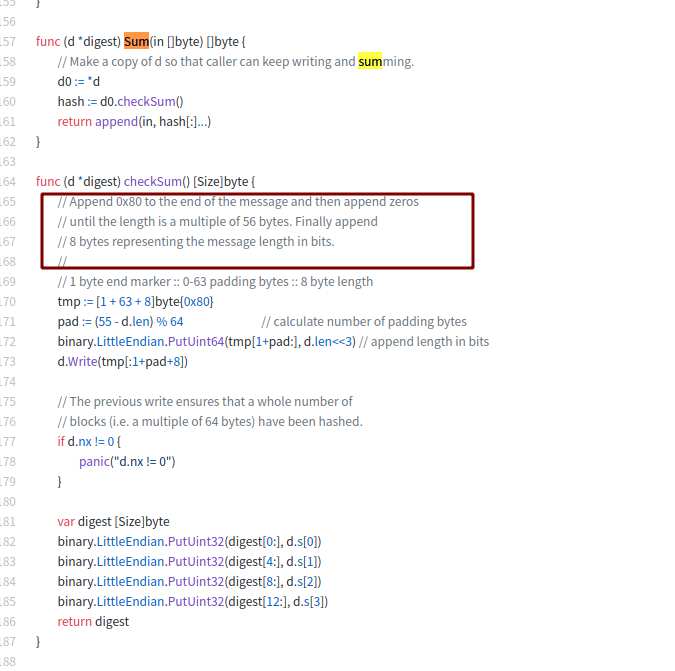 155 }
156
157 func (d *digest) Sum(in []byte) []byte {
158 // Make a copy of d so that caller can keep writing and summing.
159 d0 := *d
160 hash := d0.checkSum()
161 return append(in, hash[:]...)
162 }
163
164 func (d *digest) checkSum() [Size]byte {
165 // Append 0x80 to the end of the message and then append zeros
166 // until the length is a multiple of 56 bytes. Finally append
167 // 8 bytes representing the message length in bits.
168 //
169 // 1 byte end marker :: 0-63 padding bytes :: 8 byte length
170 tmp := [1 + 63 + 8]byte{0x80}
171 pad := (55 - d.len) % 64 // calculate number of padding bytes
172 binary.LittleEndian.PutUint64(tmp[1+pad:], d.len<<3) // append length in bits
173 d.Write(tmp[:1+pad+8])
174
175 // The previous write ensures that a whole number of
176 // blocks (i.e. a multiple of 64 bytes) have been hashed.
177 if d.nx != 0 {
178 panic("d.nx != 0")
179 }
180
181 var digest [Size]byte
182 binary.LittleEndian.PutUint32(digest[0:], d.s[0])
183 binary.LittleEndian.PutUint32(digest[4:], d.s[1])
184 binary.LittleEndian.PutUint32(digest[8:], d.s[2])
185 binary.LittleEndian.PutUint32(digest[12:], d.s[3])
186 return digest
187 }
188